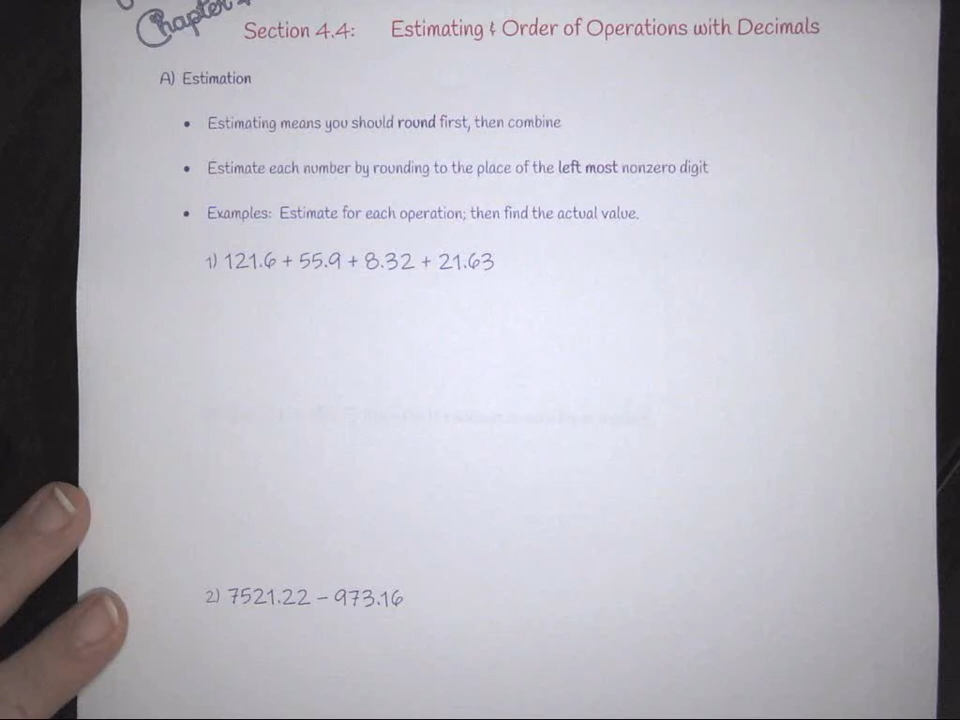 Chapter
Section 4.4: Estimating & Order of Operations with Decimals
A) Estimation
• Estimating means you should round first, then combine
• Estimate each number by rounding to the place of the left most nonzero digit
• Examples: Estimate for each operation; then find the actual value.
1) 121.6 + 55.9 + 8.32 + 21.63
2) 7521.22 – 973.16